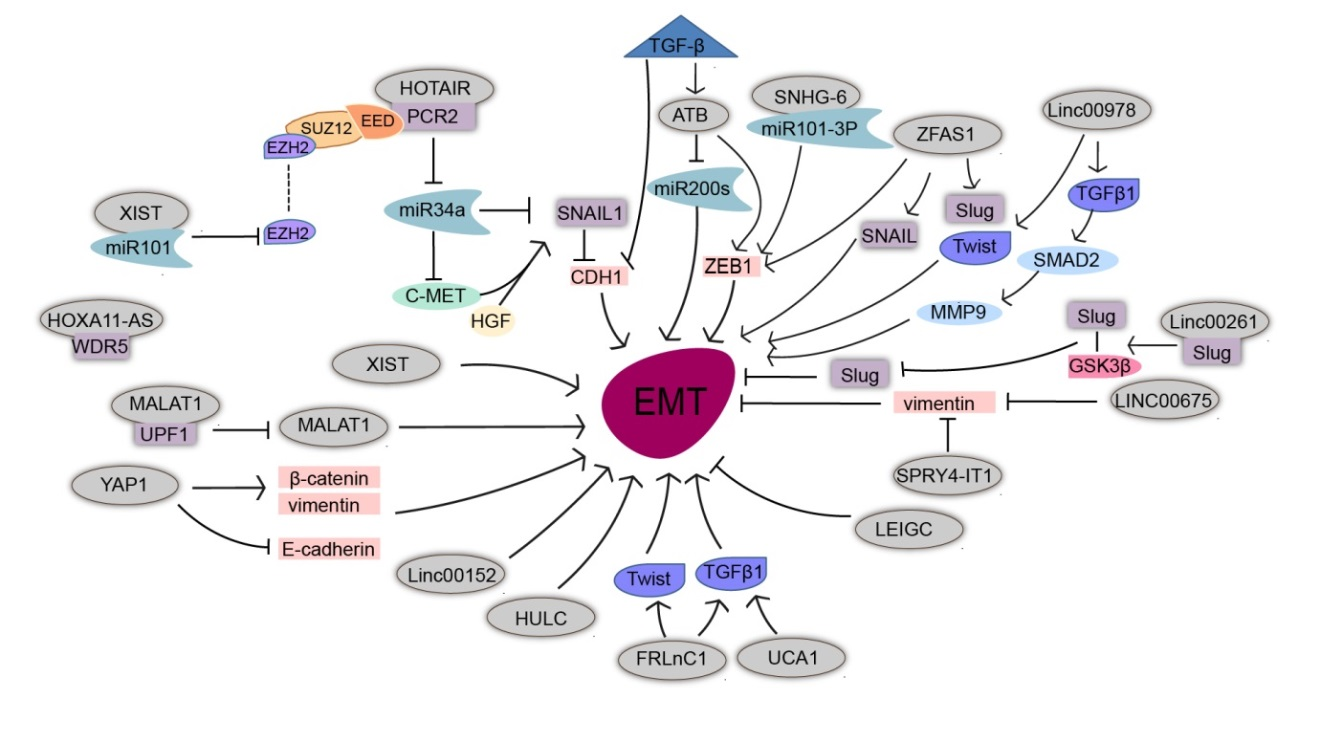 TGF-β
HOTAIR
PCR2
EED
SUZ12
EZH2
ATB
SNHG-6
miR101-3P
ZFAS1
Linc00978
miR200s
miR34a
SNAIL1
Slug
TGFβ1
XIST
miR101
EZH2
SNAIL
Twist
SMAD2
CDH1
ZEB1
C-MET
HGF
MMP9
HOXA11-AS
WDR5
Slug
GSK3β
Linc00261
Slug
XIST
EMT
Slug
vimentin
LINC00675
MALAT1
UPF1
MALAT1
YAP1
β-catenin
vimentin
E-cadherin
SPRY4-IT1
LEIGC
Linc00152
HULC
Twist
TGFβ1
FRLnC1
UCA1